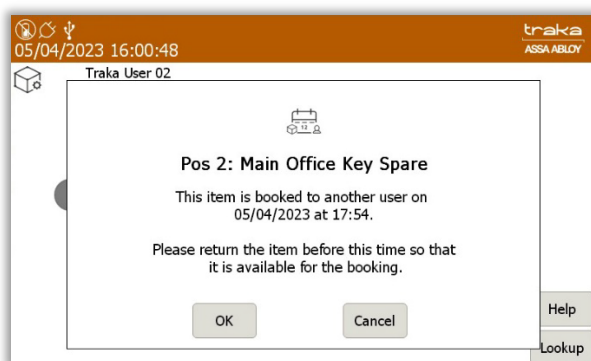 traka
05/04/2023 16:00:48
ASSA ABLOY
Traka User 02
12
Pos 2: Main Office Key Spare
This item is booked to another user on
05/04/2023 at 17:54.
Please return the item before this time so that
it is available for the booking.
OK
Cancel
Help
Lookup